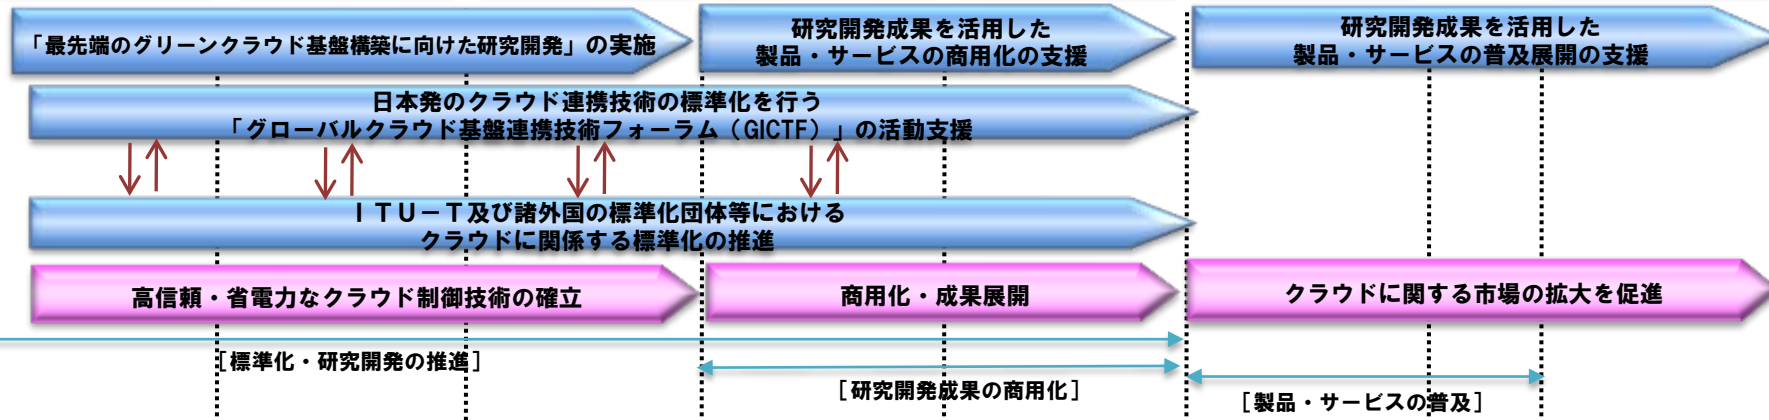 「最先端のグリーンクラウド基盤構築に向けた研究開発」の実施
研究開発成果を活用した
製品・サービスの商用化の支援
研究開発成果を活用した
製品・サービスの普及展開の支援
日本発のクラウド連携技術の標準化を行う
「グローバルクラウド基盤連携技術フォーラム（GICTF）」の活動支援
ＩＴＵ－Ｔ及び諸外国の標準化団体等における
クラウドに関係する標準化の推進
高信頼・省電力なクラウド制御技術の確立
商用化・成果展開
クラウドに関する市場の拡大を促進
［標準化・研究開発の推進］
［研究開発成果の商用化］
［製品・サービスの普及］